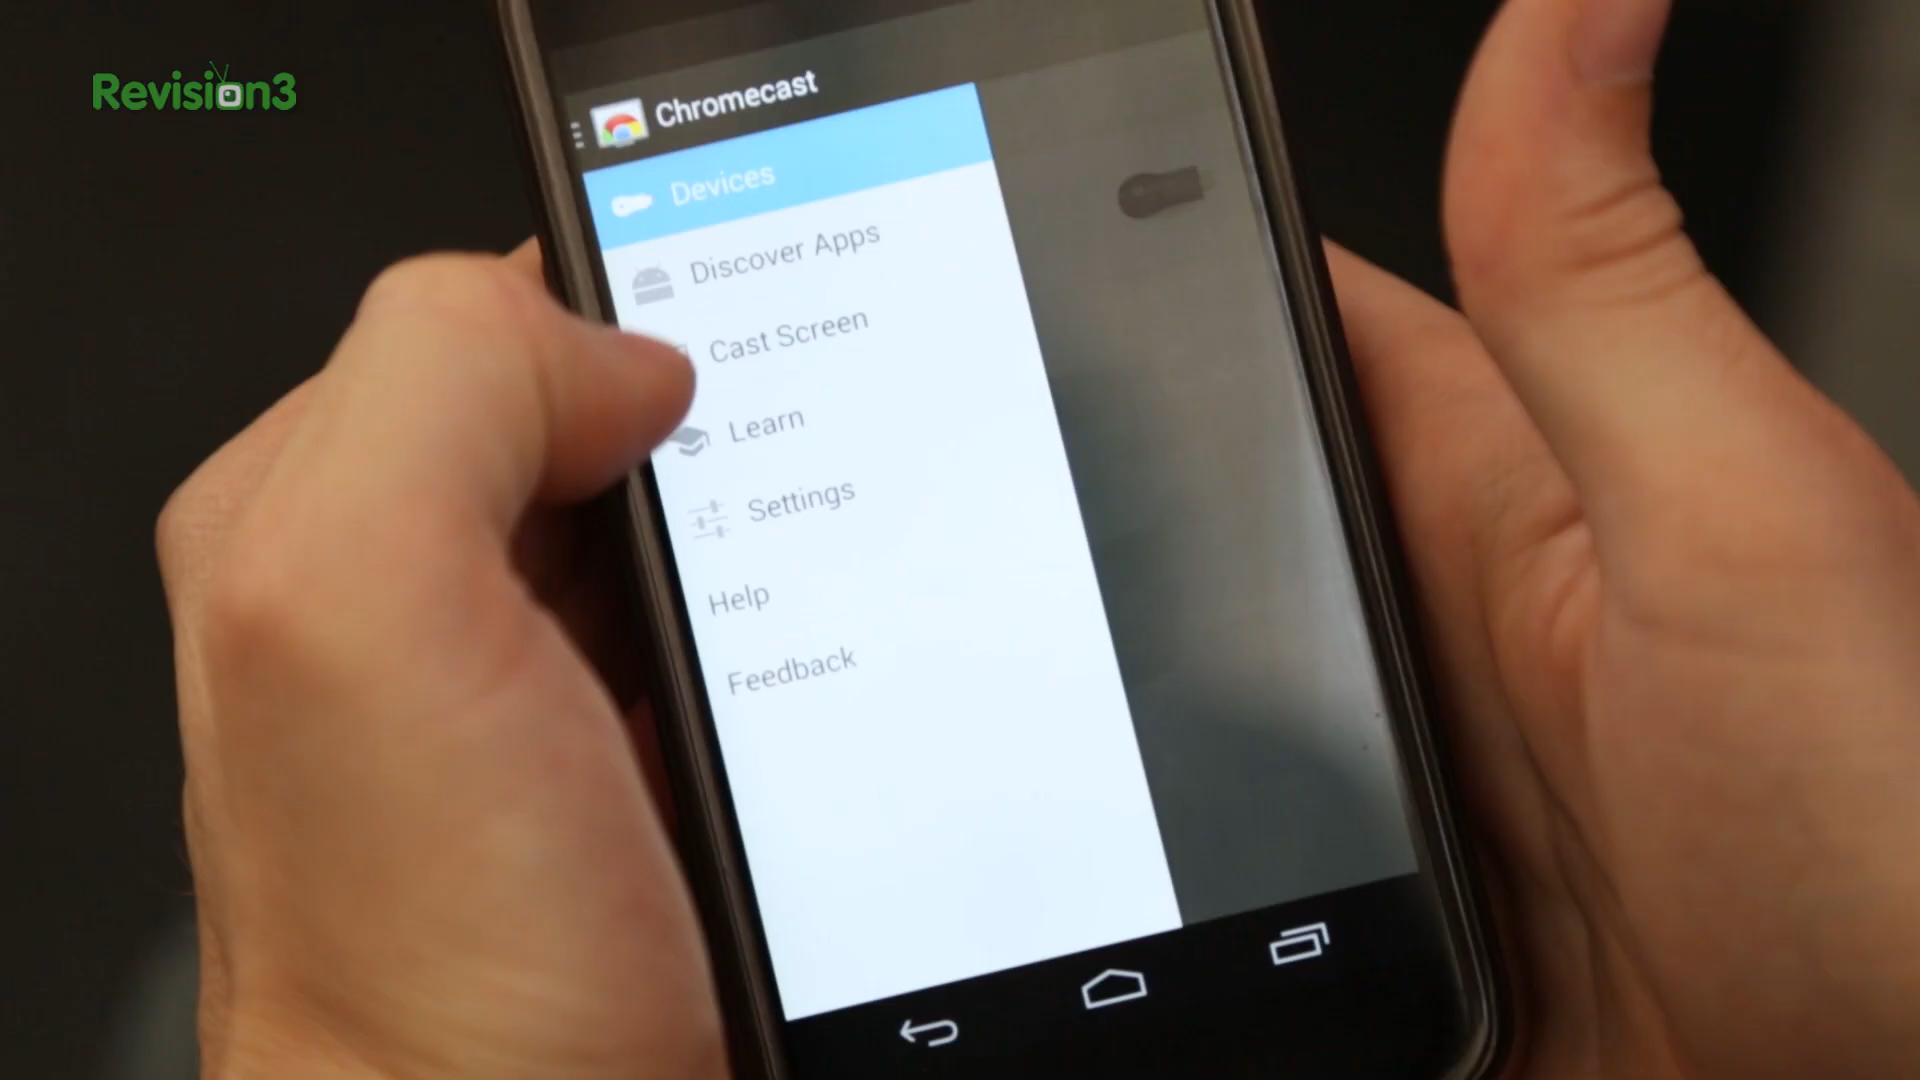 Revision3
Chromecast
Devices
Discover Apps
Cast Screen
Learn
Settings
Help
Feedback